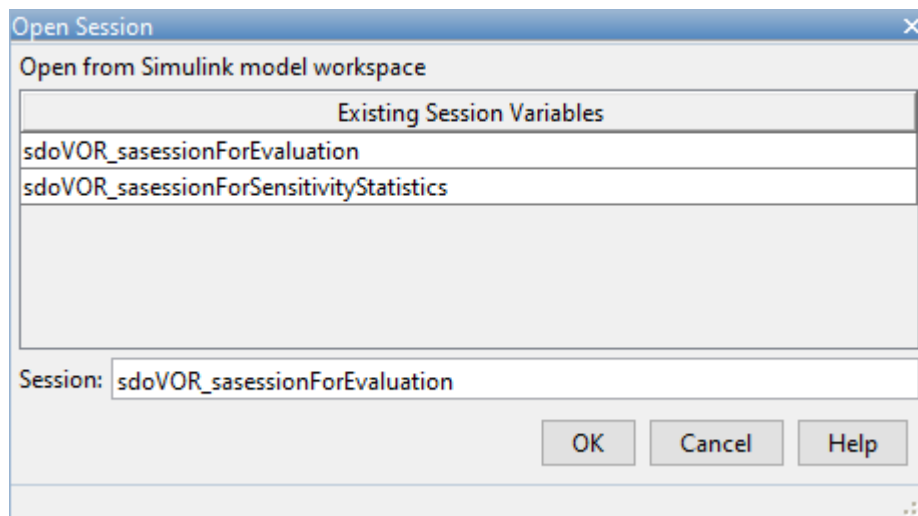 Open Session
Open from Simulink model workspace
Existing Session Variables
sdoVOR_sasessionForEvaluation
sdoVOR_sasessionForSensitivityStatistics
Session: sdoVOR_sasessionForEvaluation
OK Cancel Help